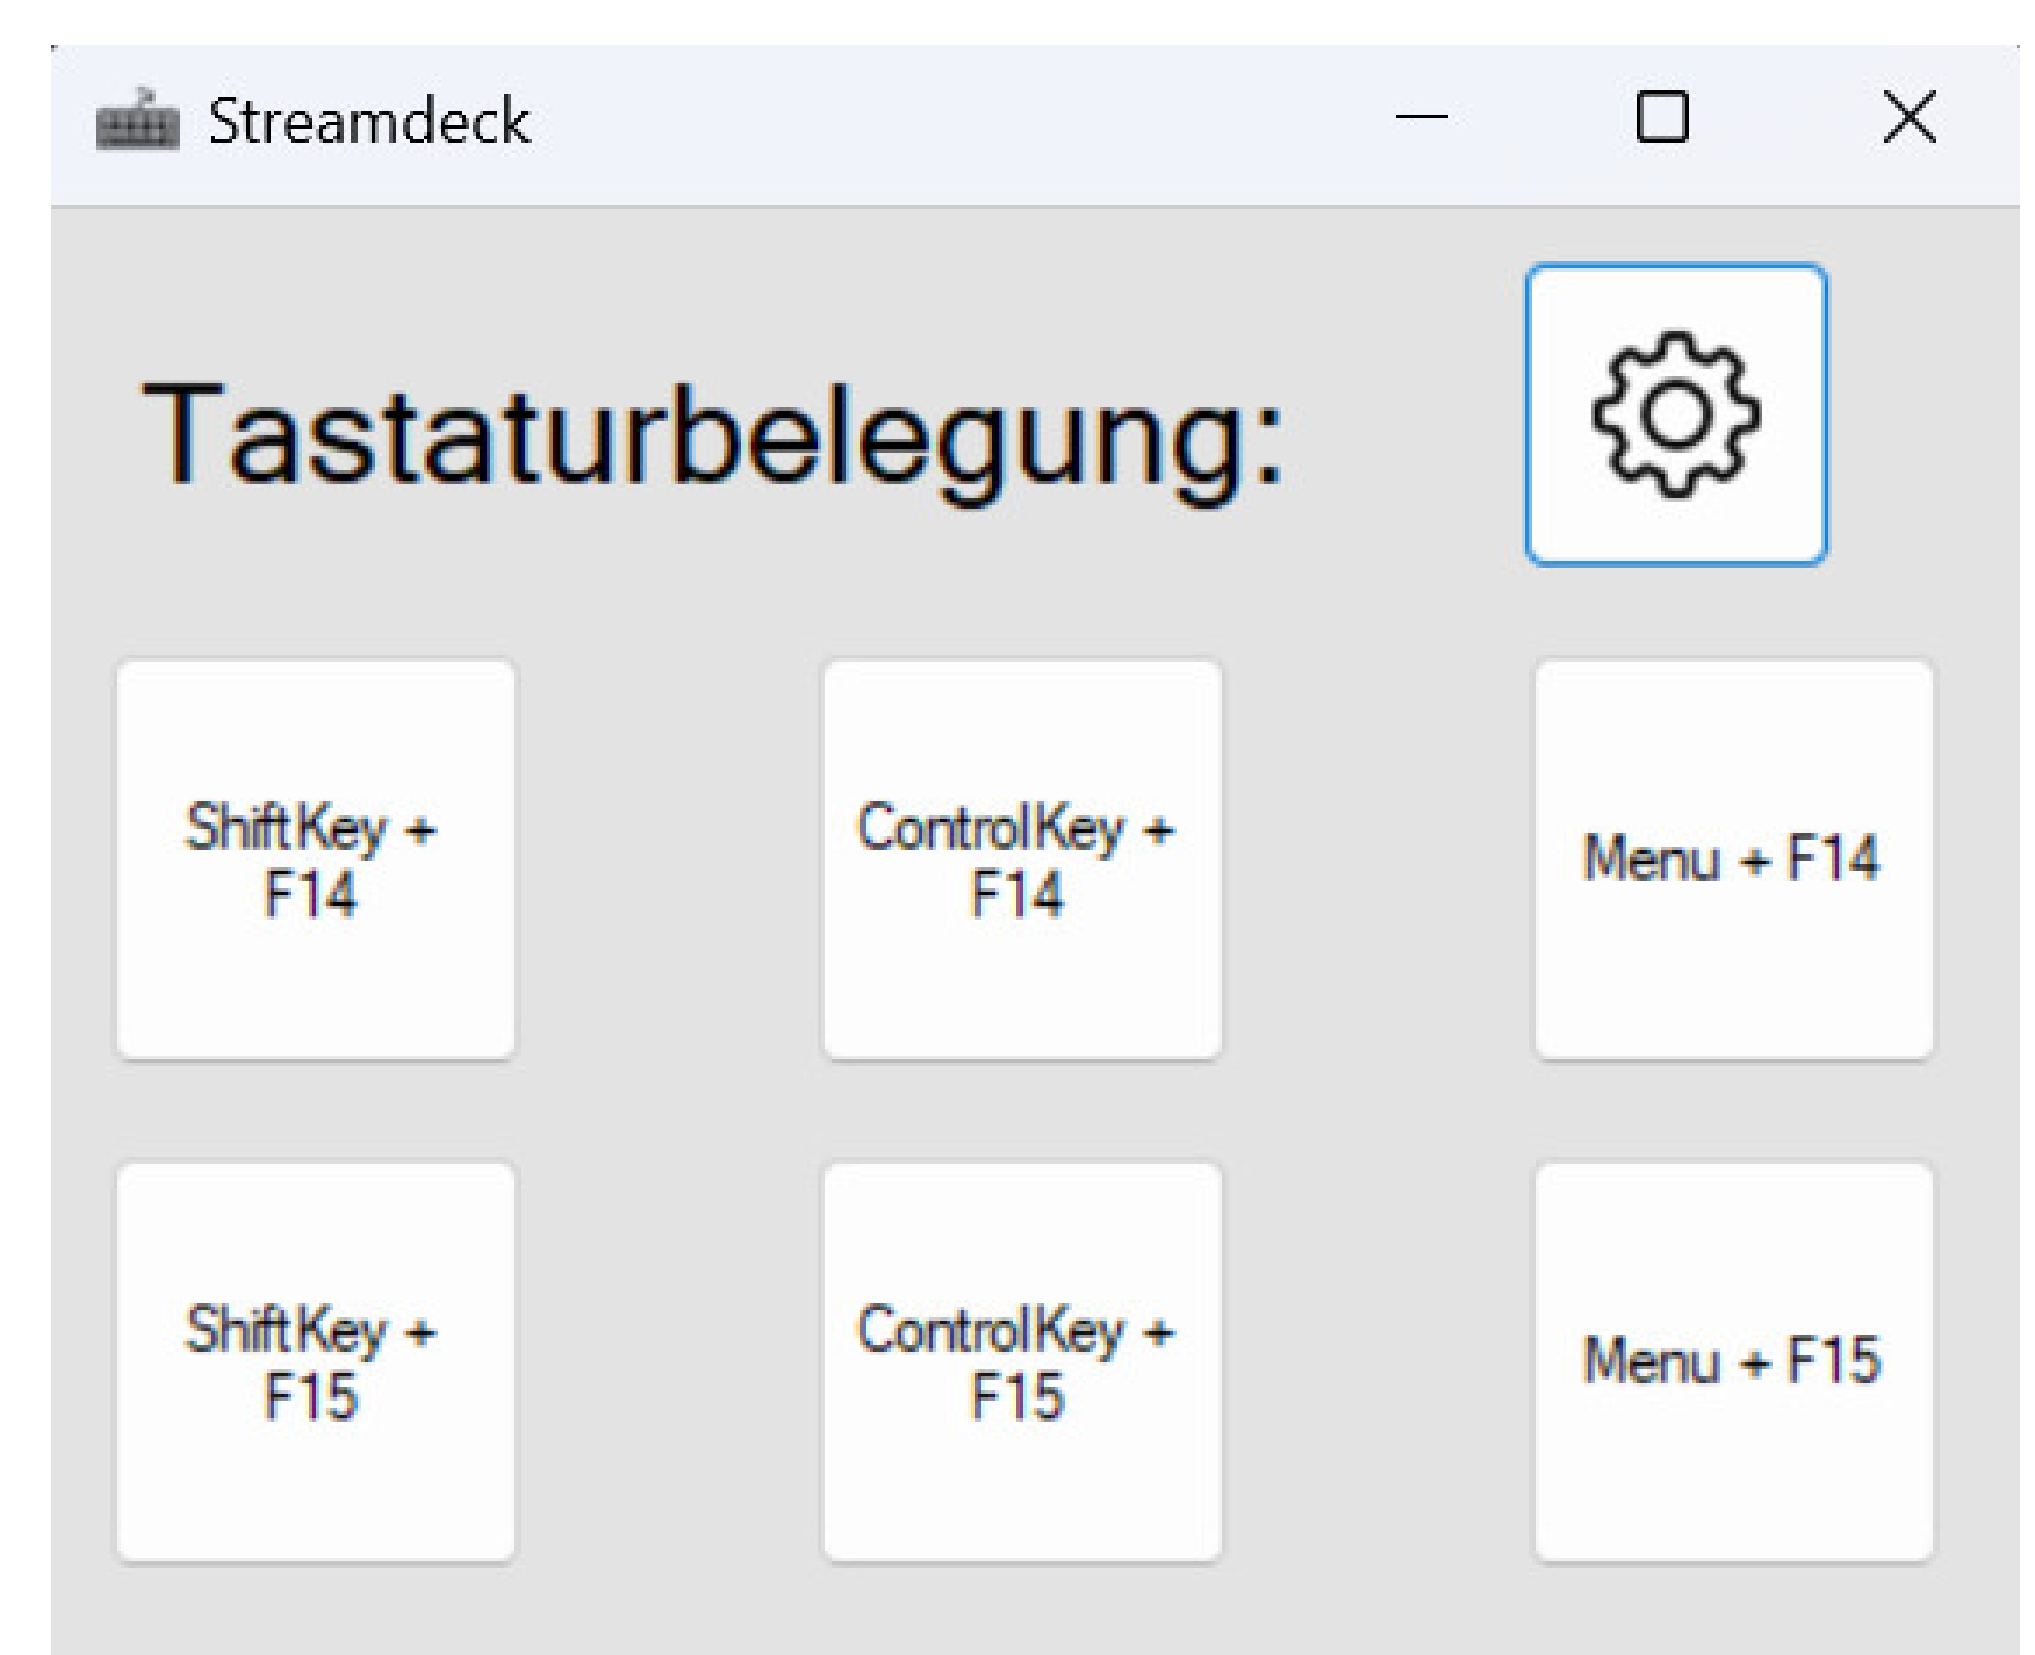 Streamdeck
Tastaturbelegung:
ShiftKey +
F14
ControlKey +
F14
Menu + F14
ShiftKey +
F15
ControlKey +
F15
Menu + F15